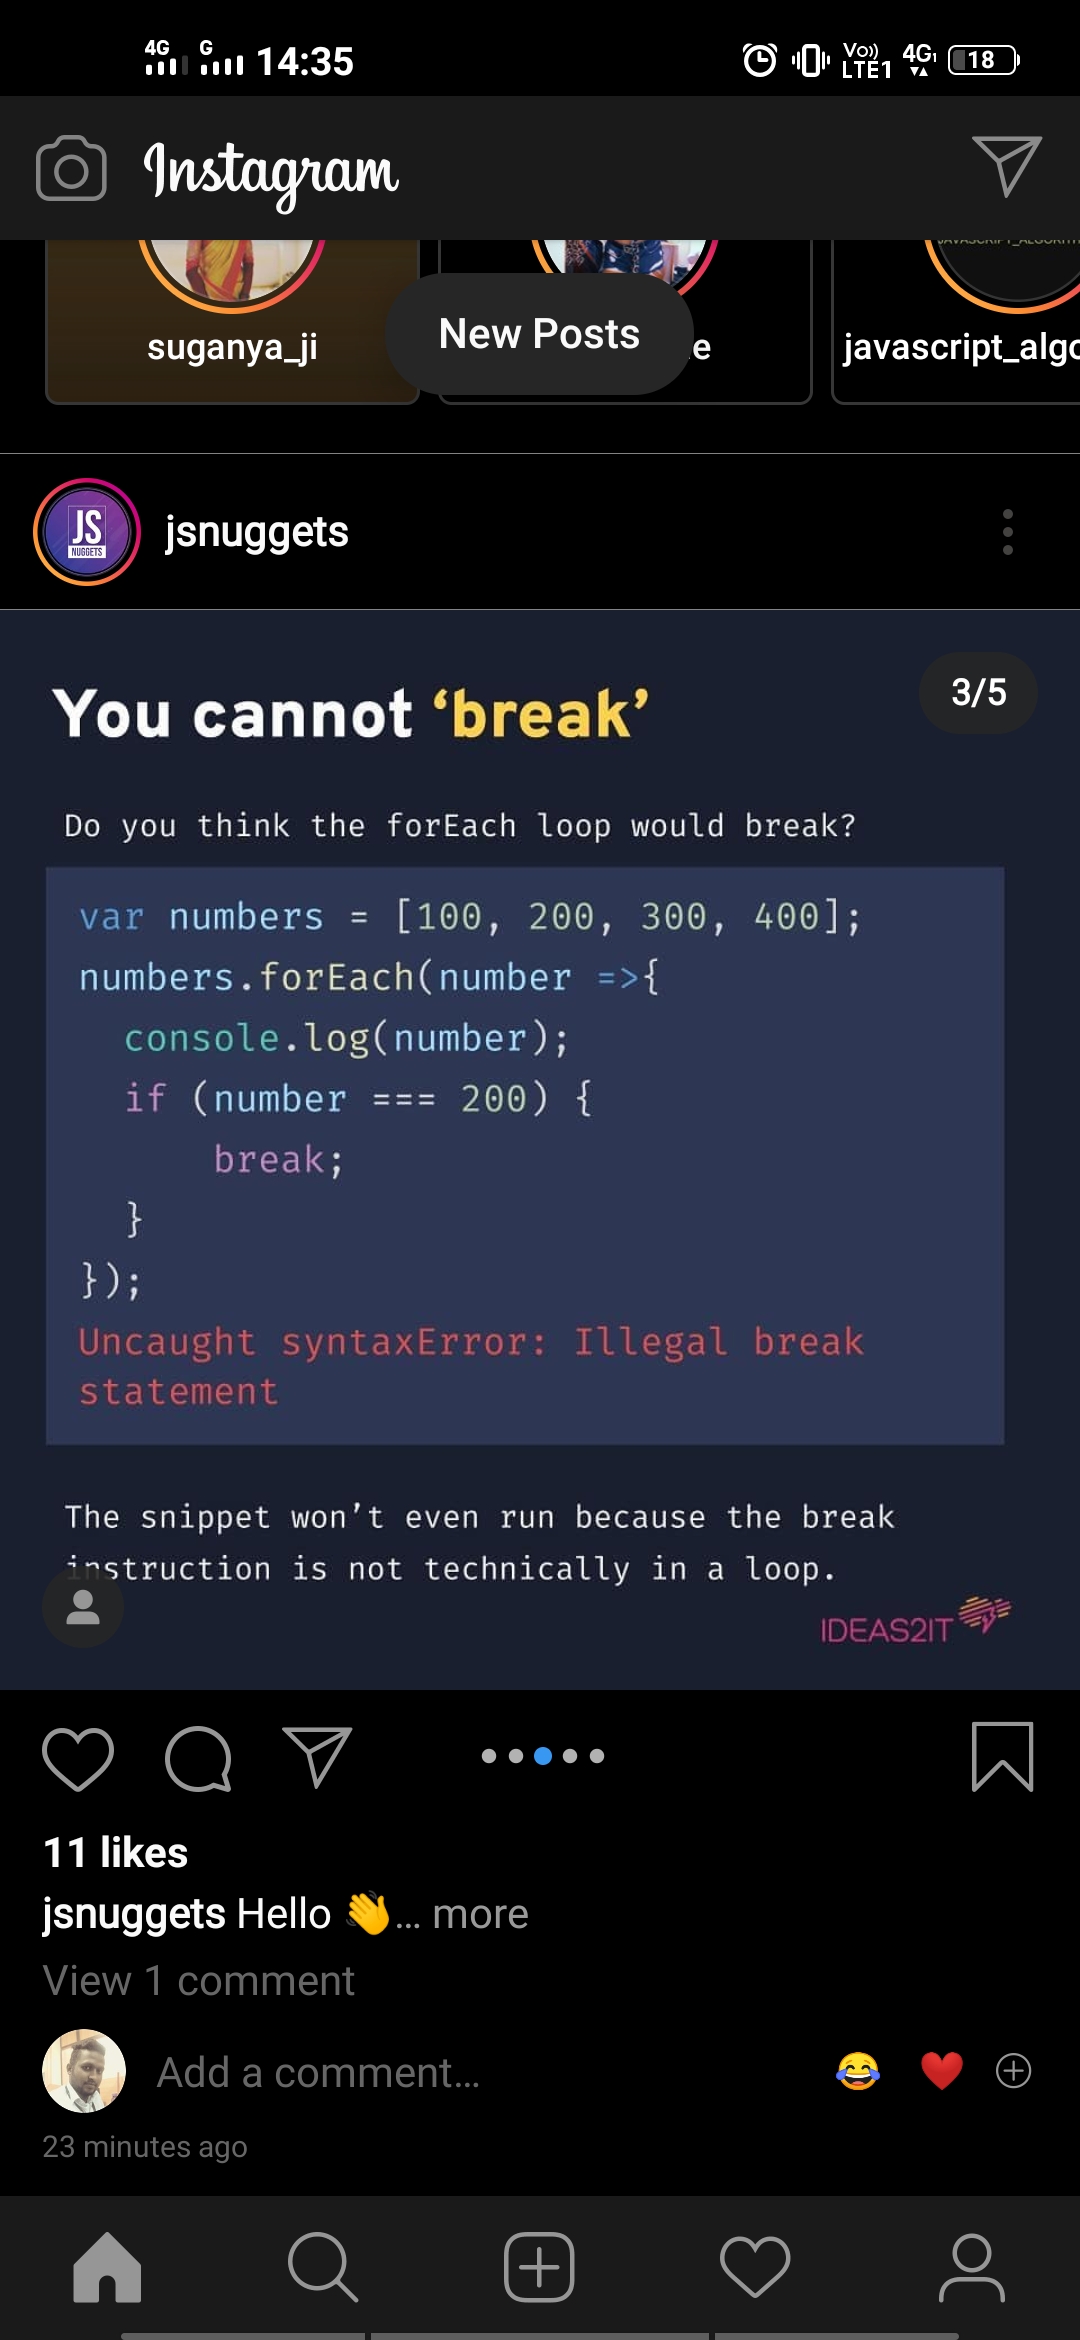 4G G 14:35 Vo)) LTE1 4G1 18
Instagram
JAVASCRIPT_ALGORITH
suganya_ji
New Posts
e
javascript_algo
JS
NUGGETS
jsnuggets
You cannot ‘break’
3/5
Do you think the forEach loop would break?
var numbers = [100, 200, 300, 400];
numbers.forEach(number =>{
console.log(number);
if (number === 200) {
break;
}
});
Uncaught syntaxError: Illegal break
statement
The snippet won’t even run because the break
instruction is not technically in a loop.
IDEAS2IT
11 likes
jsnuggets Hello 👋... more
View 1 comment
Add a comment...
😂 ❤️
23 minutes ago